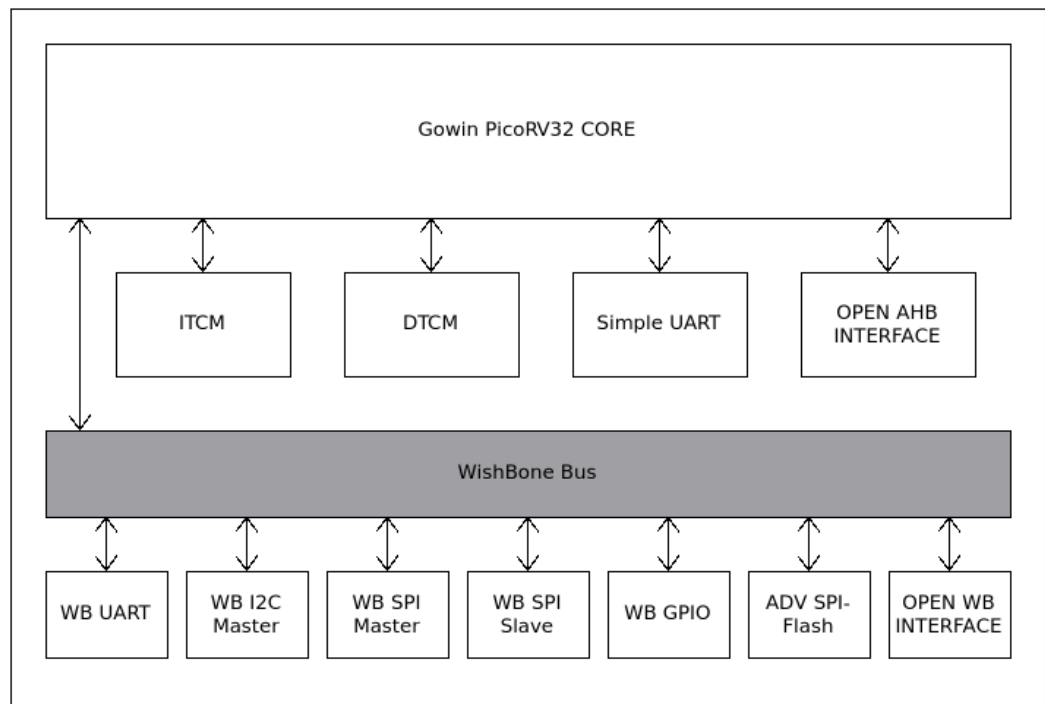 Gowin PicoRV32 CORE
ITCM
DTCM
Simple UART
OPEN AHB
INTERFACE
WishBone Bus
WB UART
WB I2C
Master
WB SPI
Master
WB SPI
Slave
WB GPIO
ADV SPI-
Flash
OPEN WB
INTERFACE